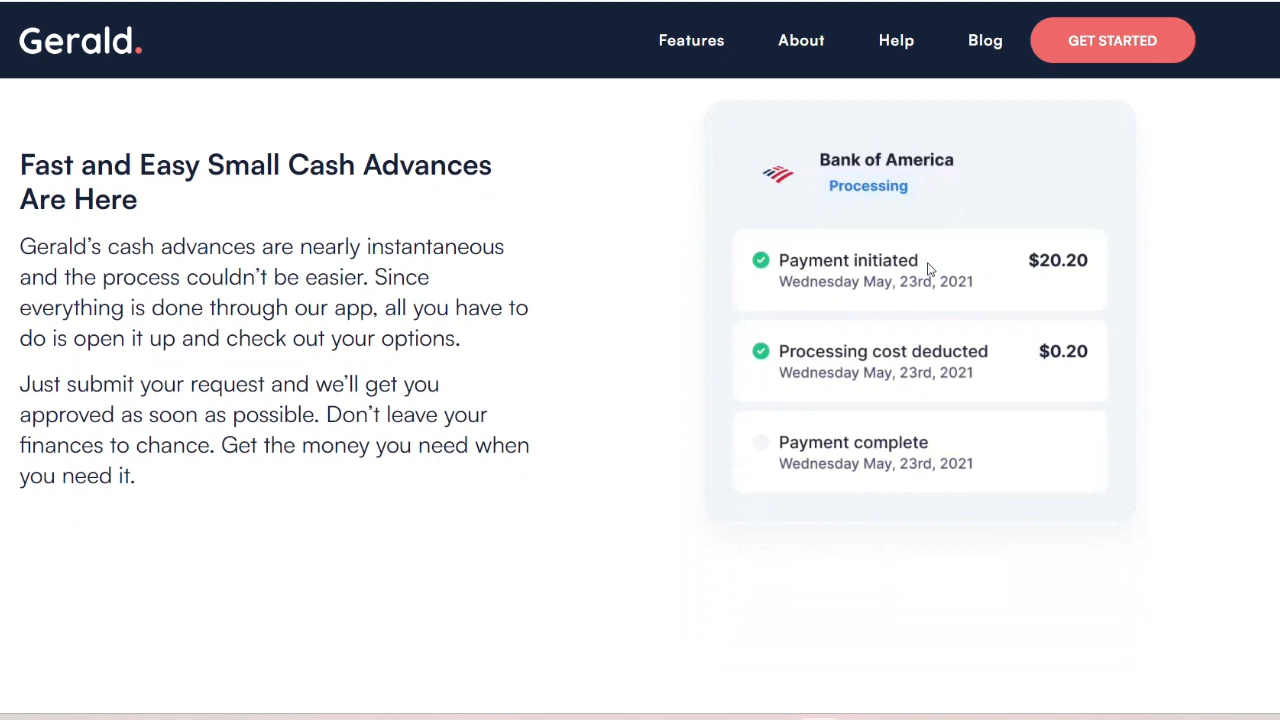 Gerald.
Features
About
Help
Blog
GET STARTED
Fast and Easy Small Cash Advances
Are Here
Gerald’s cash advances are nearly instantaneous
and the process couldn’t be easier. Since
everything is done through our app, all you have to
do is open it up and check out your options.
Just submit your request and we’ll get you
approved as soon as possible. Don’t leave your
finances to chance. Get the money you need when
you need it.
Bank of America
Processing
Payment initiated $20.20
Wednesday May, 23rd, 2021
Processing cost deducted $0.20
Wednesday May, 23rd, 2021
Payment complete
Wednesday May, 23rd, 2021